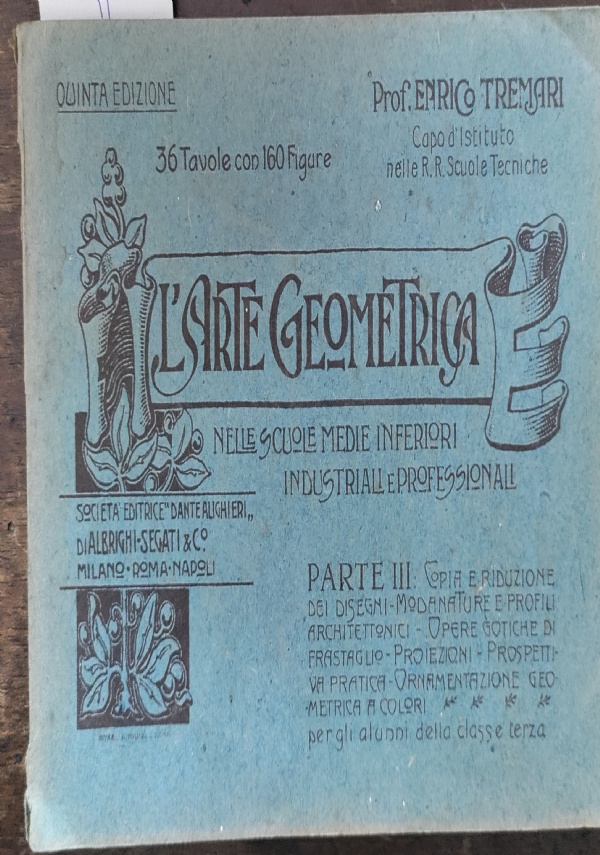 QUINTA EDIZIONE
Prof. ENRICO TREMARI
Capo d'Istituto
nelle R.R. Scuole Tecniche
36 Tavole con 160 Figure
L'ARTE GEOMETRICA
NELLE SCUOLE MEDIE INFERIORI
INDUSTRIALI E PROFESSIONALI
SOCIETÀ EDITRICE "DANTE ALIGHIERI„
DI ALBRIGHI-SEGATI & Cº
MILANO·ROMA·NAPOLI
PARTE III: COPIA E RIDUZIONE
DEI DISEGNI-MODANATURE E PROFILI
ARCHITETTONICI - OPERE GOTICHE DI
FRASTAGLIO-PROIEZIONI-PROSPETTI-
VA PRATICA-ORNAMENTAZIONE GEO-
METRICA A COLORI
per gli alunni della classe terza